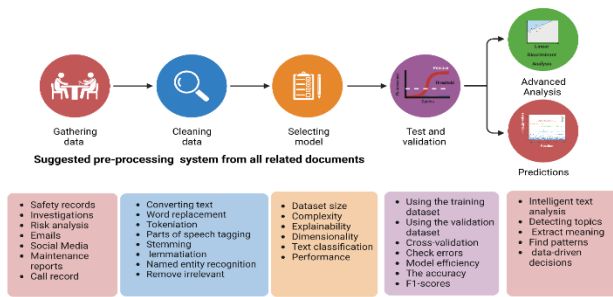 Linear
Discriminant
Analysis
Advanced
Analysis
Gathering
data
Cleaning
data
Selecting
model
Test and
validation
Predictions
Suggested pre-processing system from all related documents
Safety records
Investigations
Risk analysis
Emails
Social Media
Maintenance
reports
Call record
Converting text
Word replacement
Tokeniation
Parts of speech tagging
Stemming
lemmatiation
Named entity recognition
Remove irrelevant
Dataset size
Complexity
Explainability
Dimensionality
Text classification
Performance
Using the training
dataset
Using the validation
dataset
Cross-validation
Check errors
Model efficiency
The accuracy
F1-scores
Intelligent text
analysis
Detecting topics
Extract meaning
Find patterns
data-driven
decisions